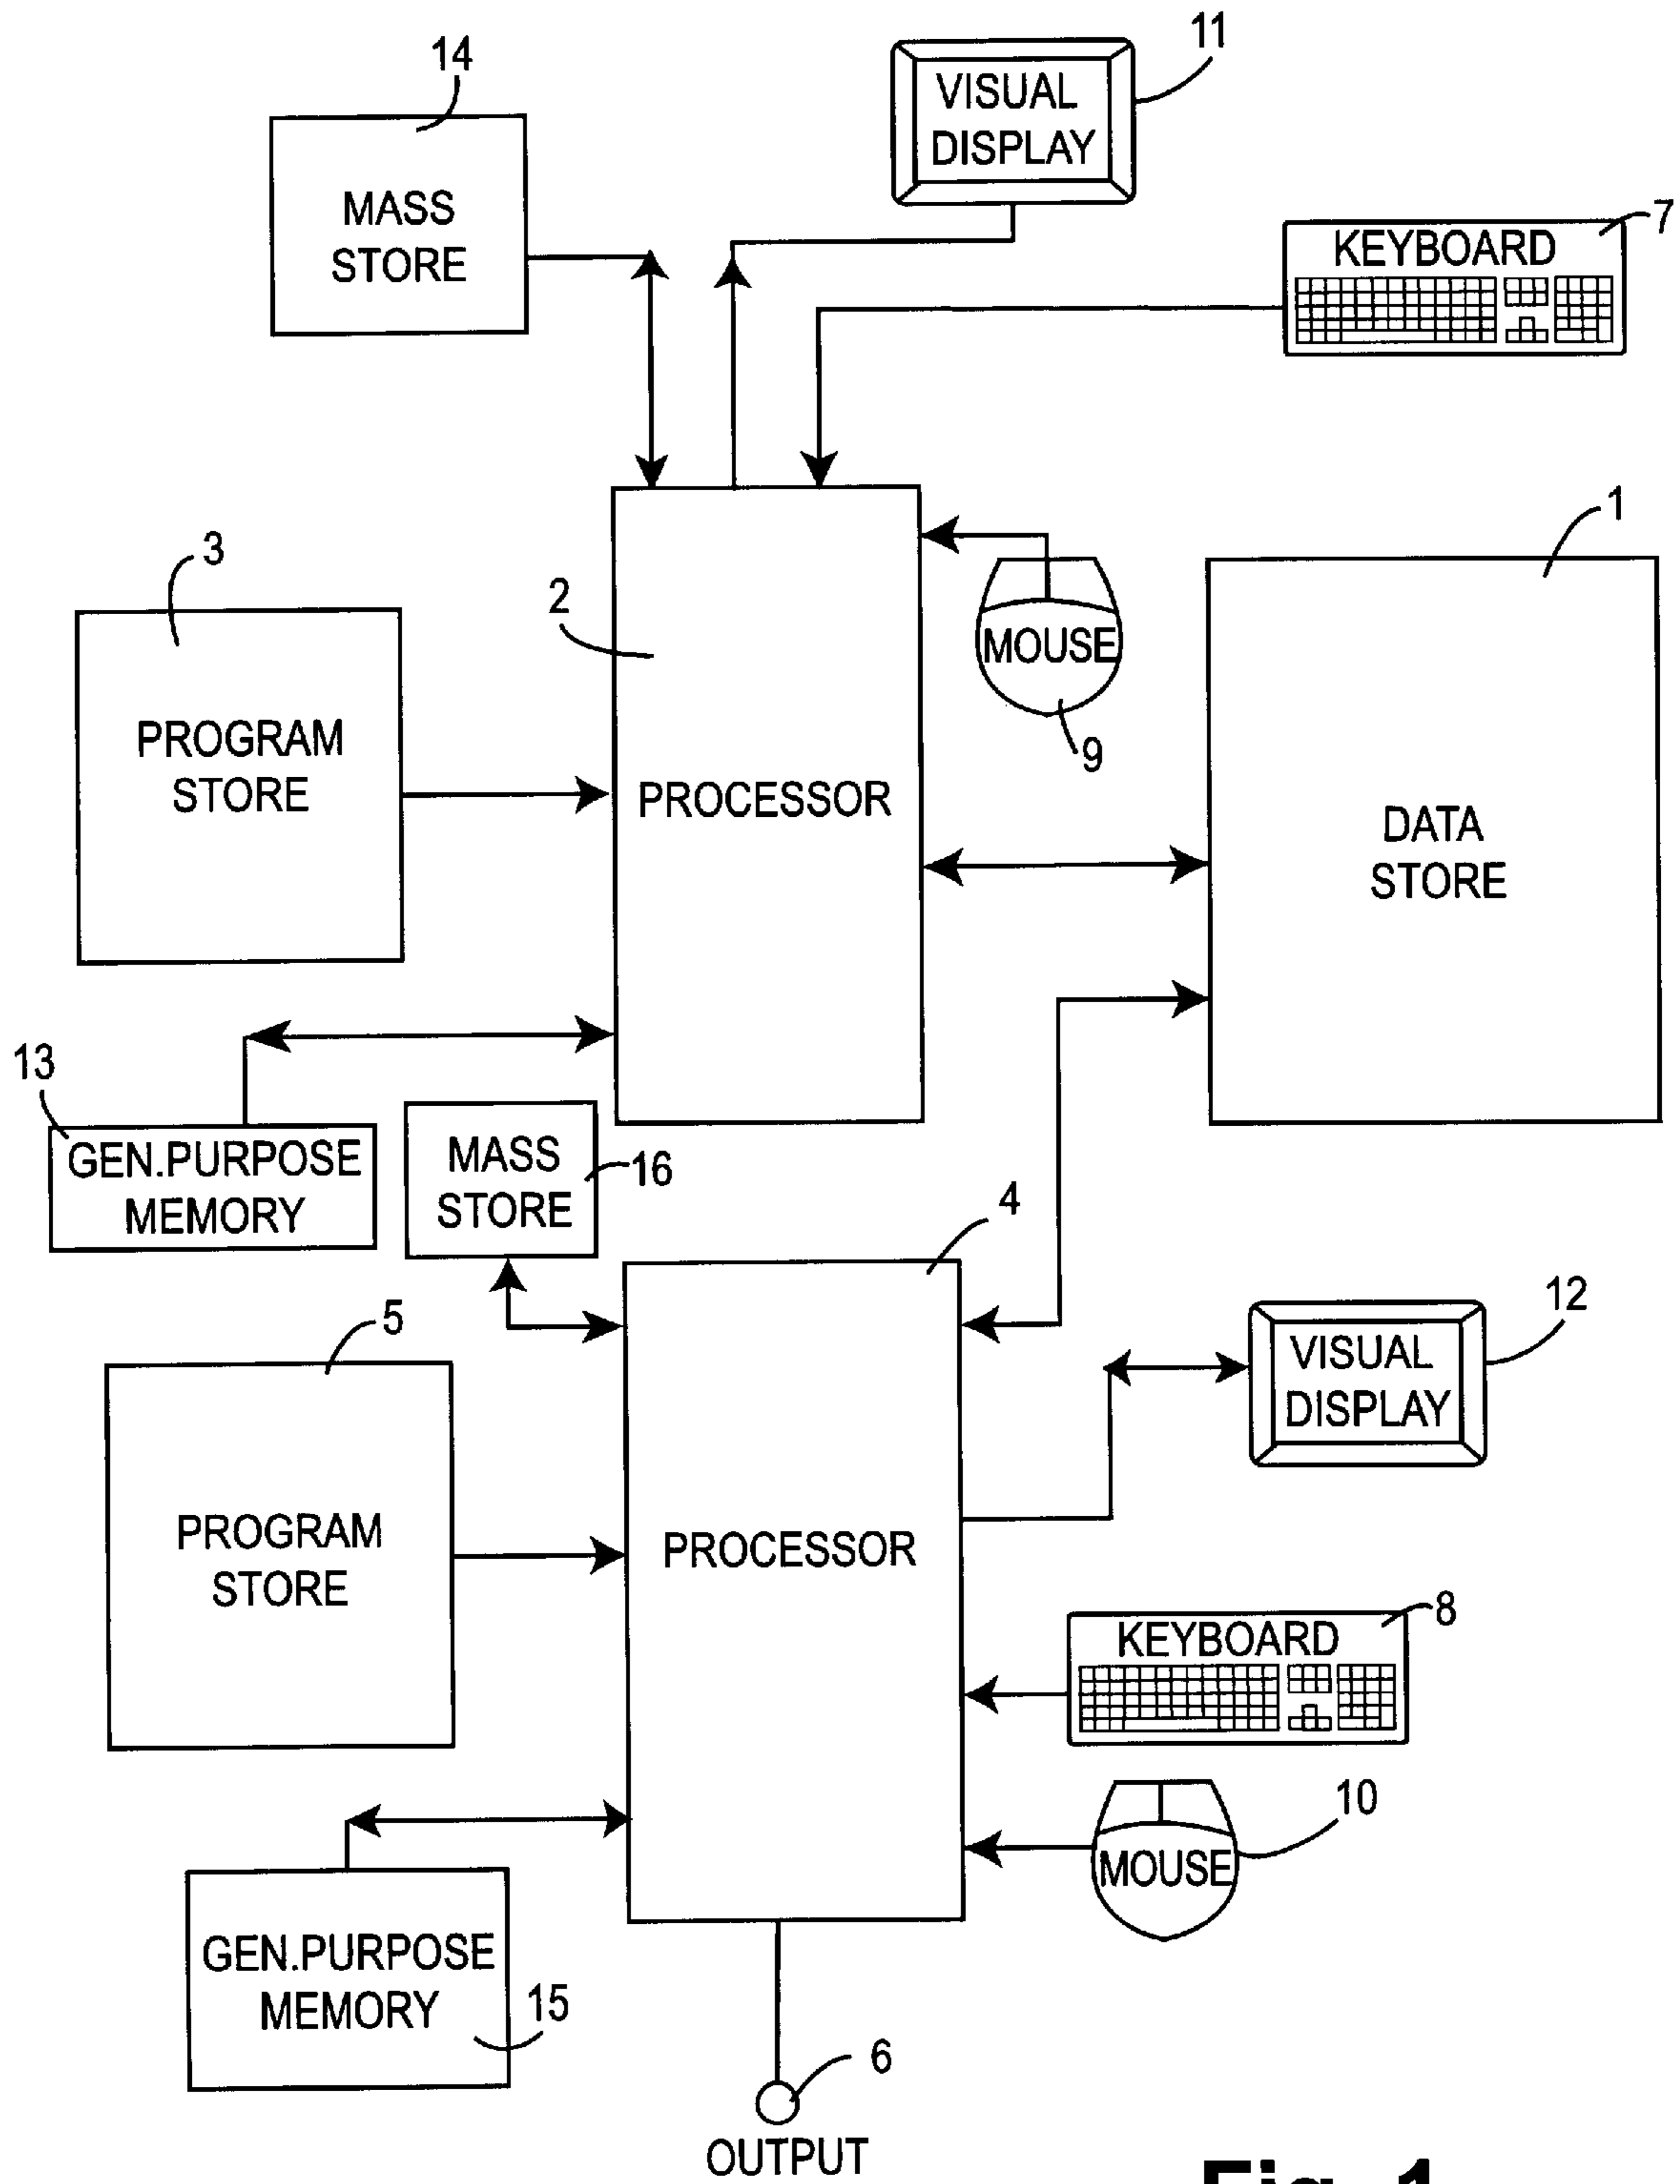 11
14
VISUAL
DISPLAY
7
MASS
STORE
KEYBOARD
1
3
2
MOUSE
9
PROGRAM
STORE
PROCESSOR
DATA
STORE
13
GEN.PURPOSE
MEMORY
MASS
STORE
16
4
12
5
VISUAL
DISPLAY
PROGRAM
STORE
PROCESSOR
8
KEYBOARD
10
MOUSE
GEN.PURPOSE
MEMORY
15
6
OUTPUT
Fig. 1